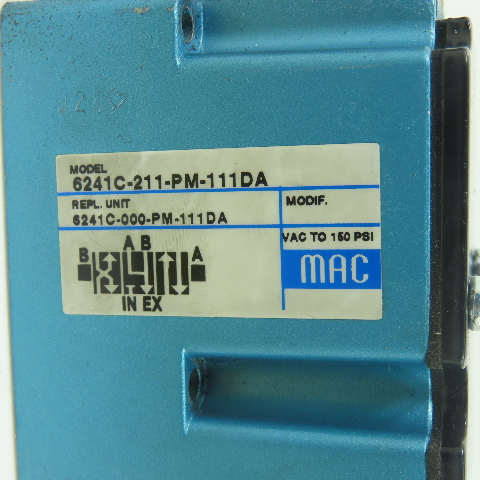 MODEL
6241C-211-PM-111DA
REPL. UNIT
6241C-000-PM-111DA
MODIF.
VAC TO 150 PSI
A B
B A
IN EX
MAC